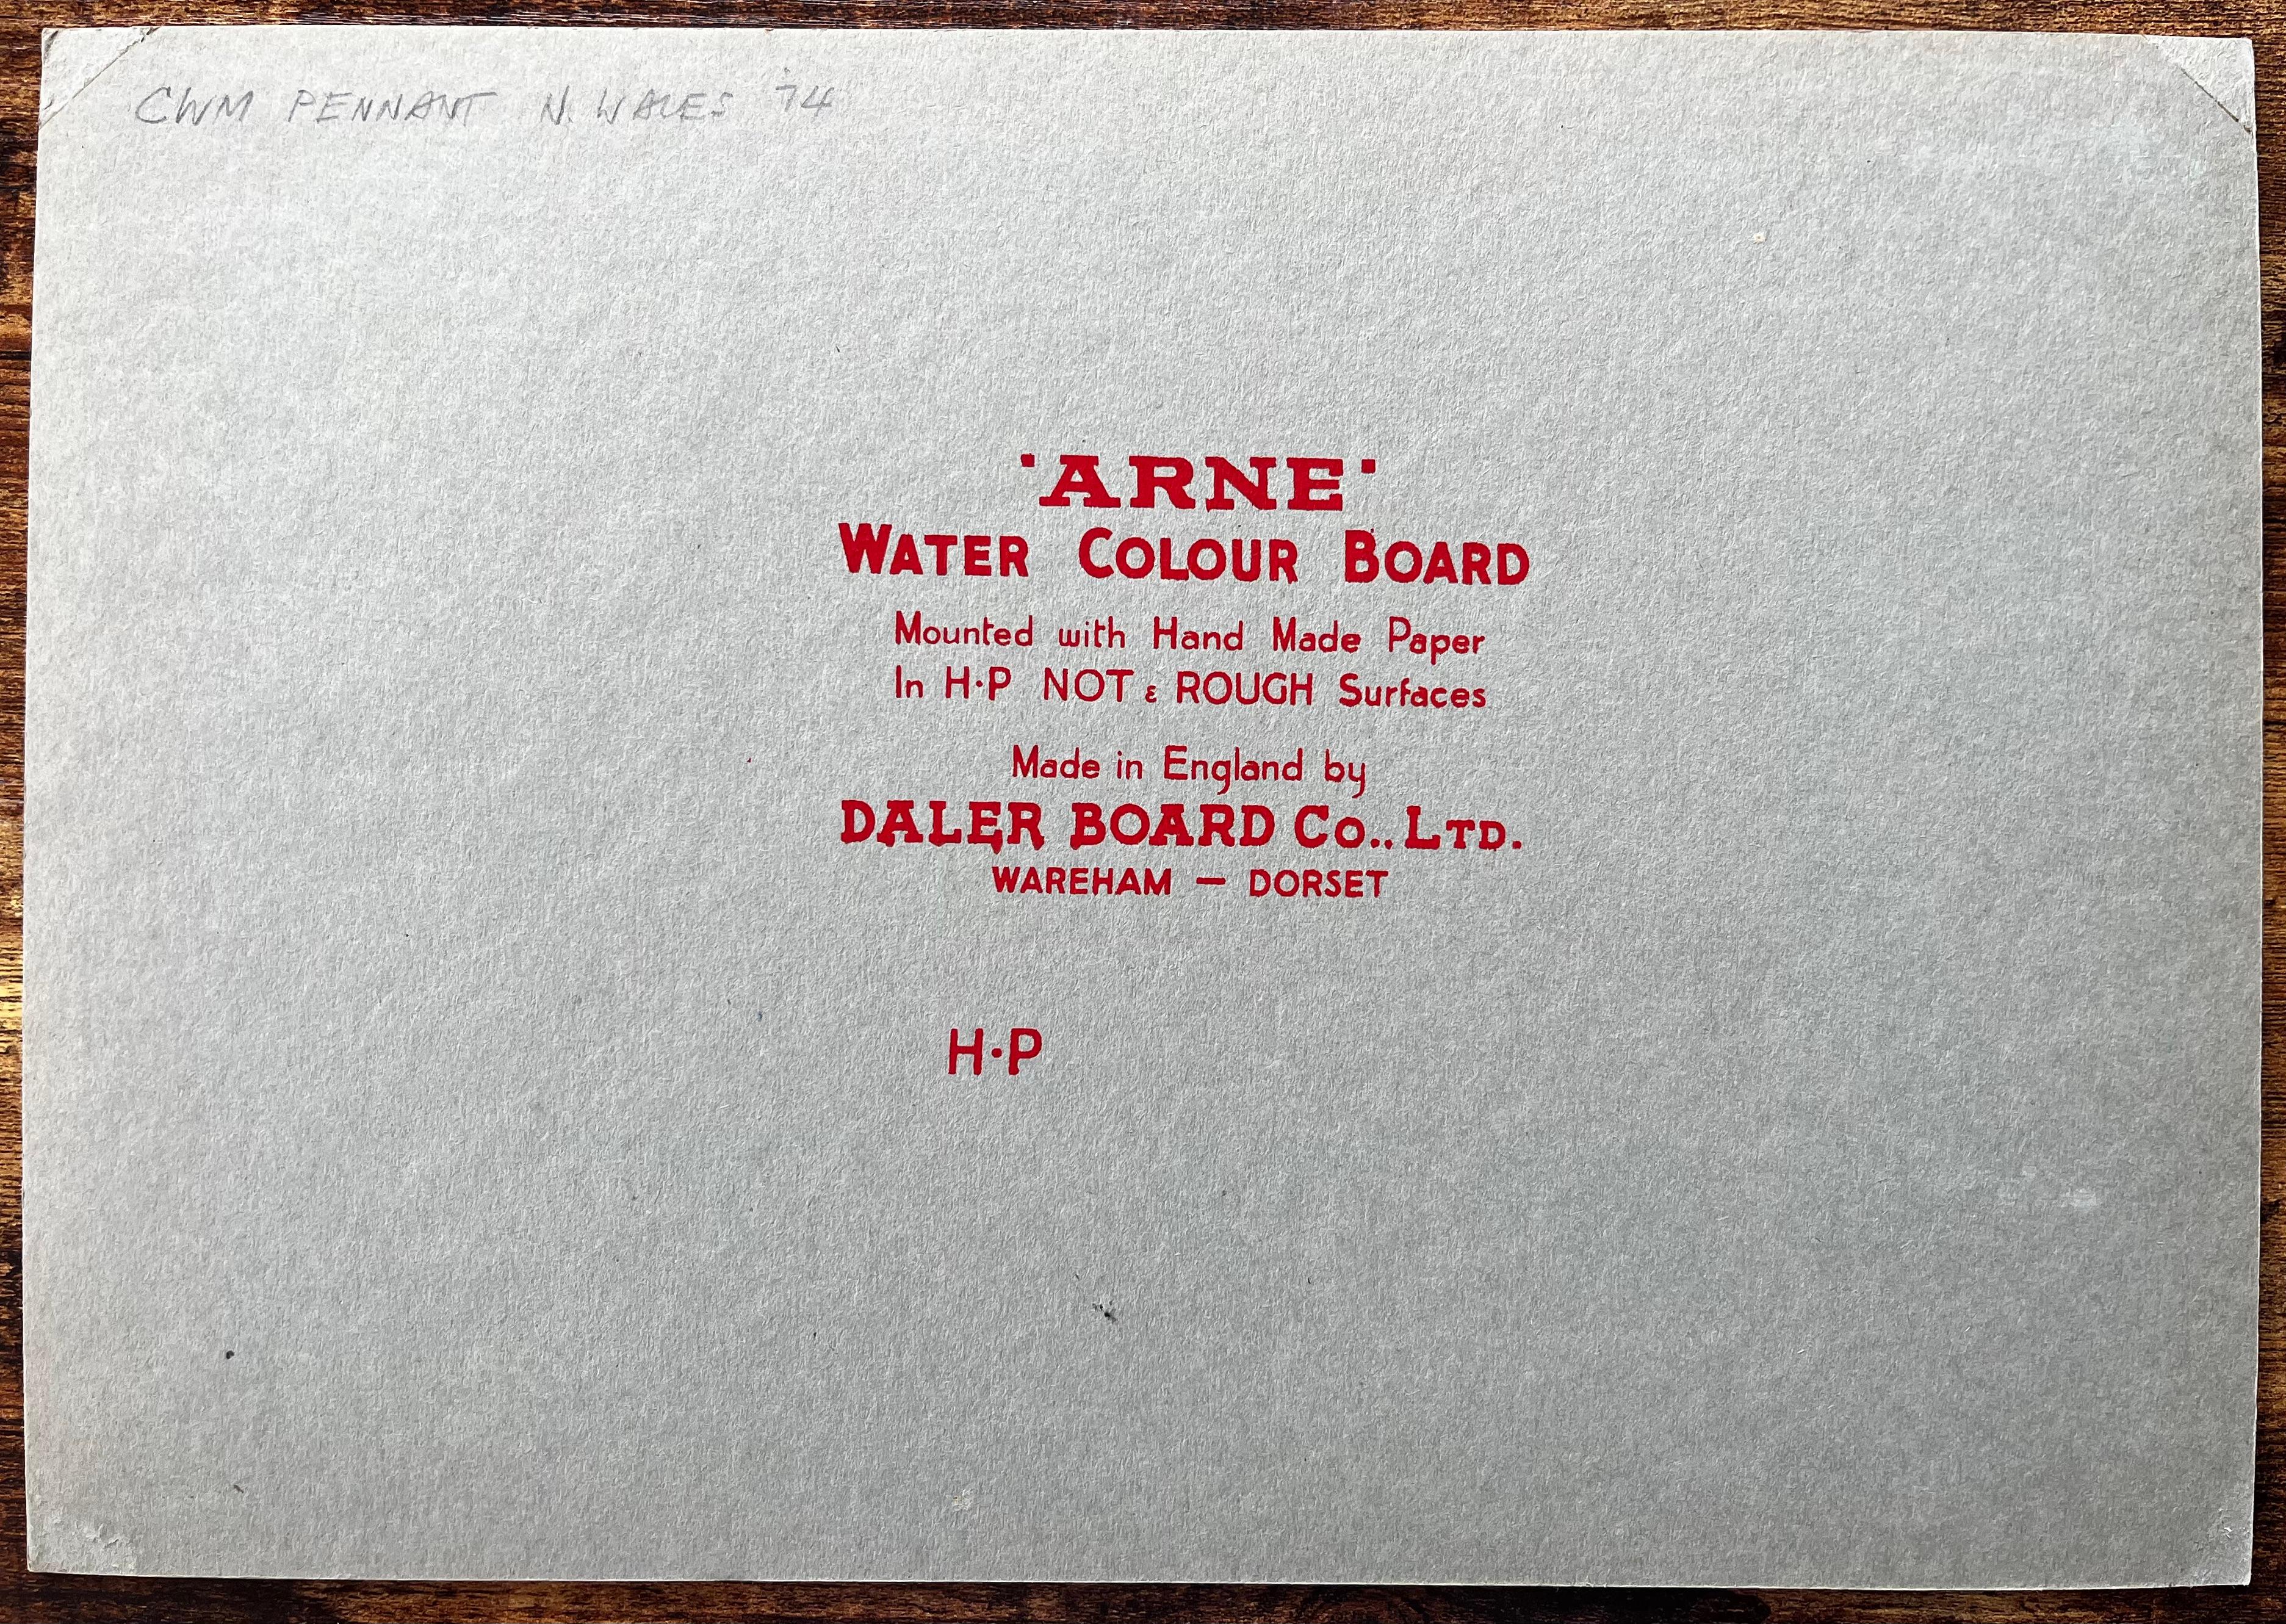 CWM PENNANT N. WALES '74
'ARNE'
WATER COLOUR BOARD
Mounted with Hand Made Paper
In H·P NOT & ROUGH Surfaces
Made in England by
DALER BOARD CO., LTD.
WAREHAM — DORSET
H·P